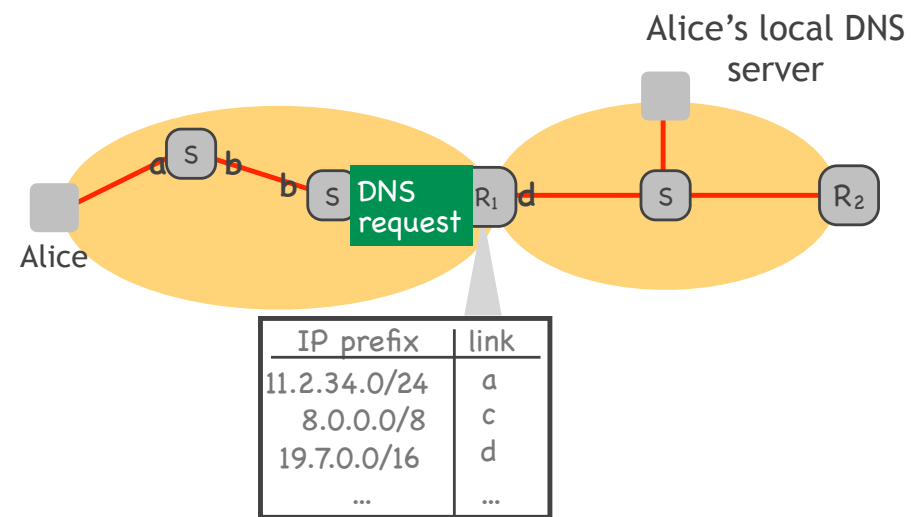 Alice's local DNS
server
S
a
b
b
S
DNS
request
R₁
d
S
R₂
Alice
IP prefix link
11.2.34.0/24 a
8.0.0.0/8 c
19.7.0.0/16 d
... ...